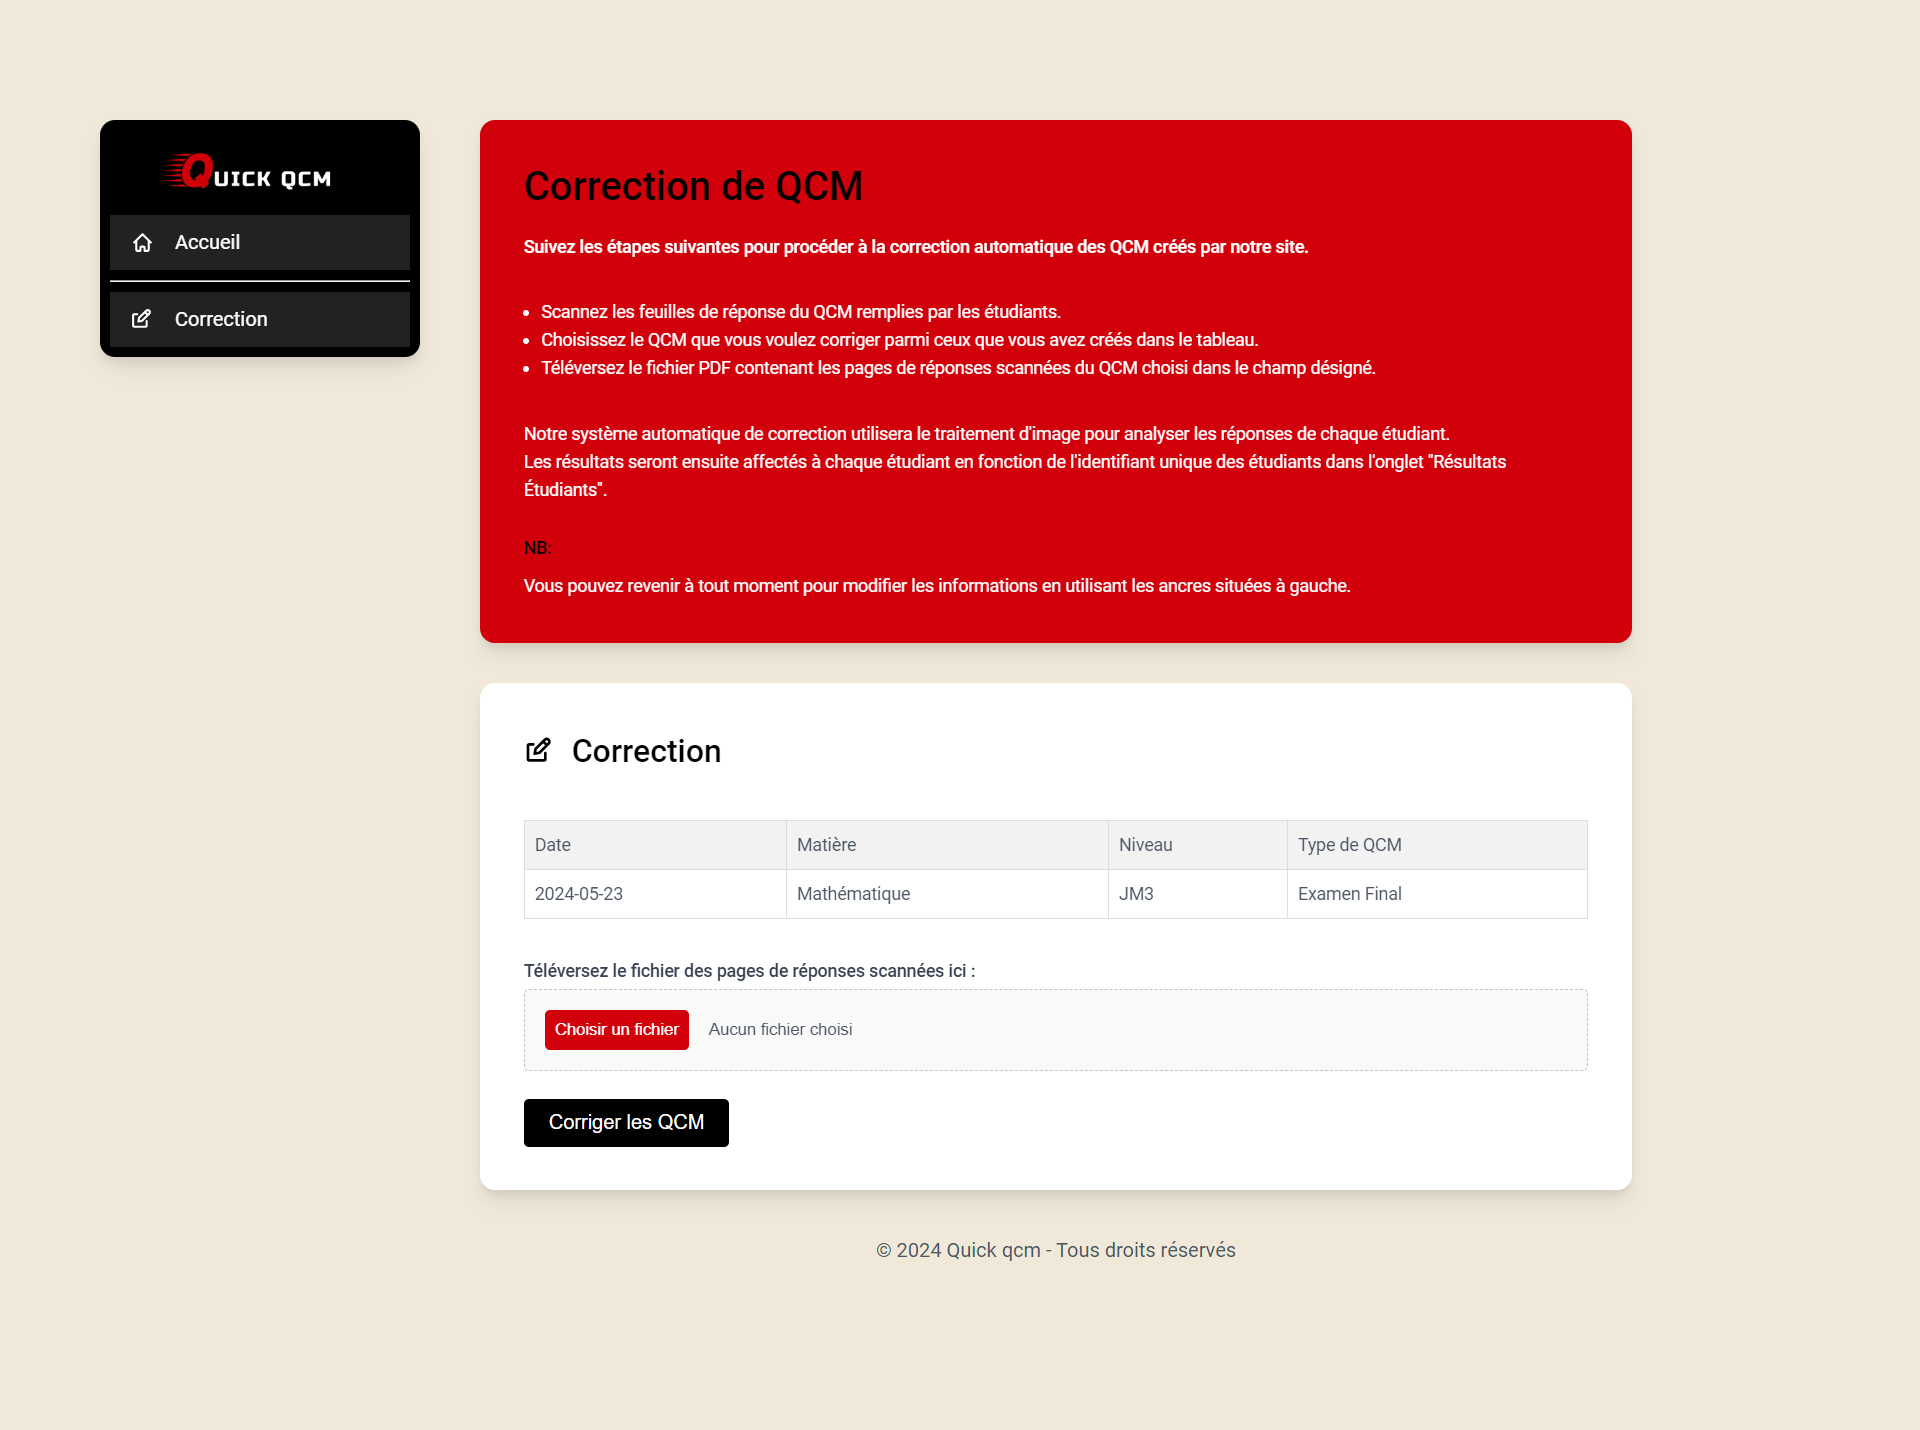 QUICK QCM
Accueil
Correction
Correction de QCM
Suivez les étapes suivantes pour procéder à la correction automatique des QCM créés par notre site.
• Scannez les feuilles de réponse du QCM remplies par les étudiants.
• Choisissez le QCM que vous voulez corriger parmi ceux que vous avez créés dans le tableau.
• Téléversez le fichier PDF contenant les pages de réponses scannées du QCM choisi dans le champ désigné.
Notre système automatique de correction utilisera le traitement d'image pour analyser les réponses de chaque étudiant.
Les résultats seront ensuite affectés à chaque étudiant en fonction de l'identifiant unique des étudiants dans l'onglet "Résultats
Étudiants".
NB:
Vous pouvez revenir à tout moment pour modifier les informations en utilisant les ancres situées à gauche.
Correction
Date Matière Niveau Type de QCM
2024-05-23 Mathématique JM3 Examen Final
Téléversez le fichier des pages de réponses scannées ici :
Choisir un fichier Aucun fichier choisi
Corriger les QCM
© 2024 Quick qcm - Tous droits réservés